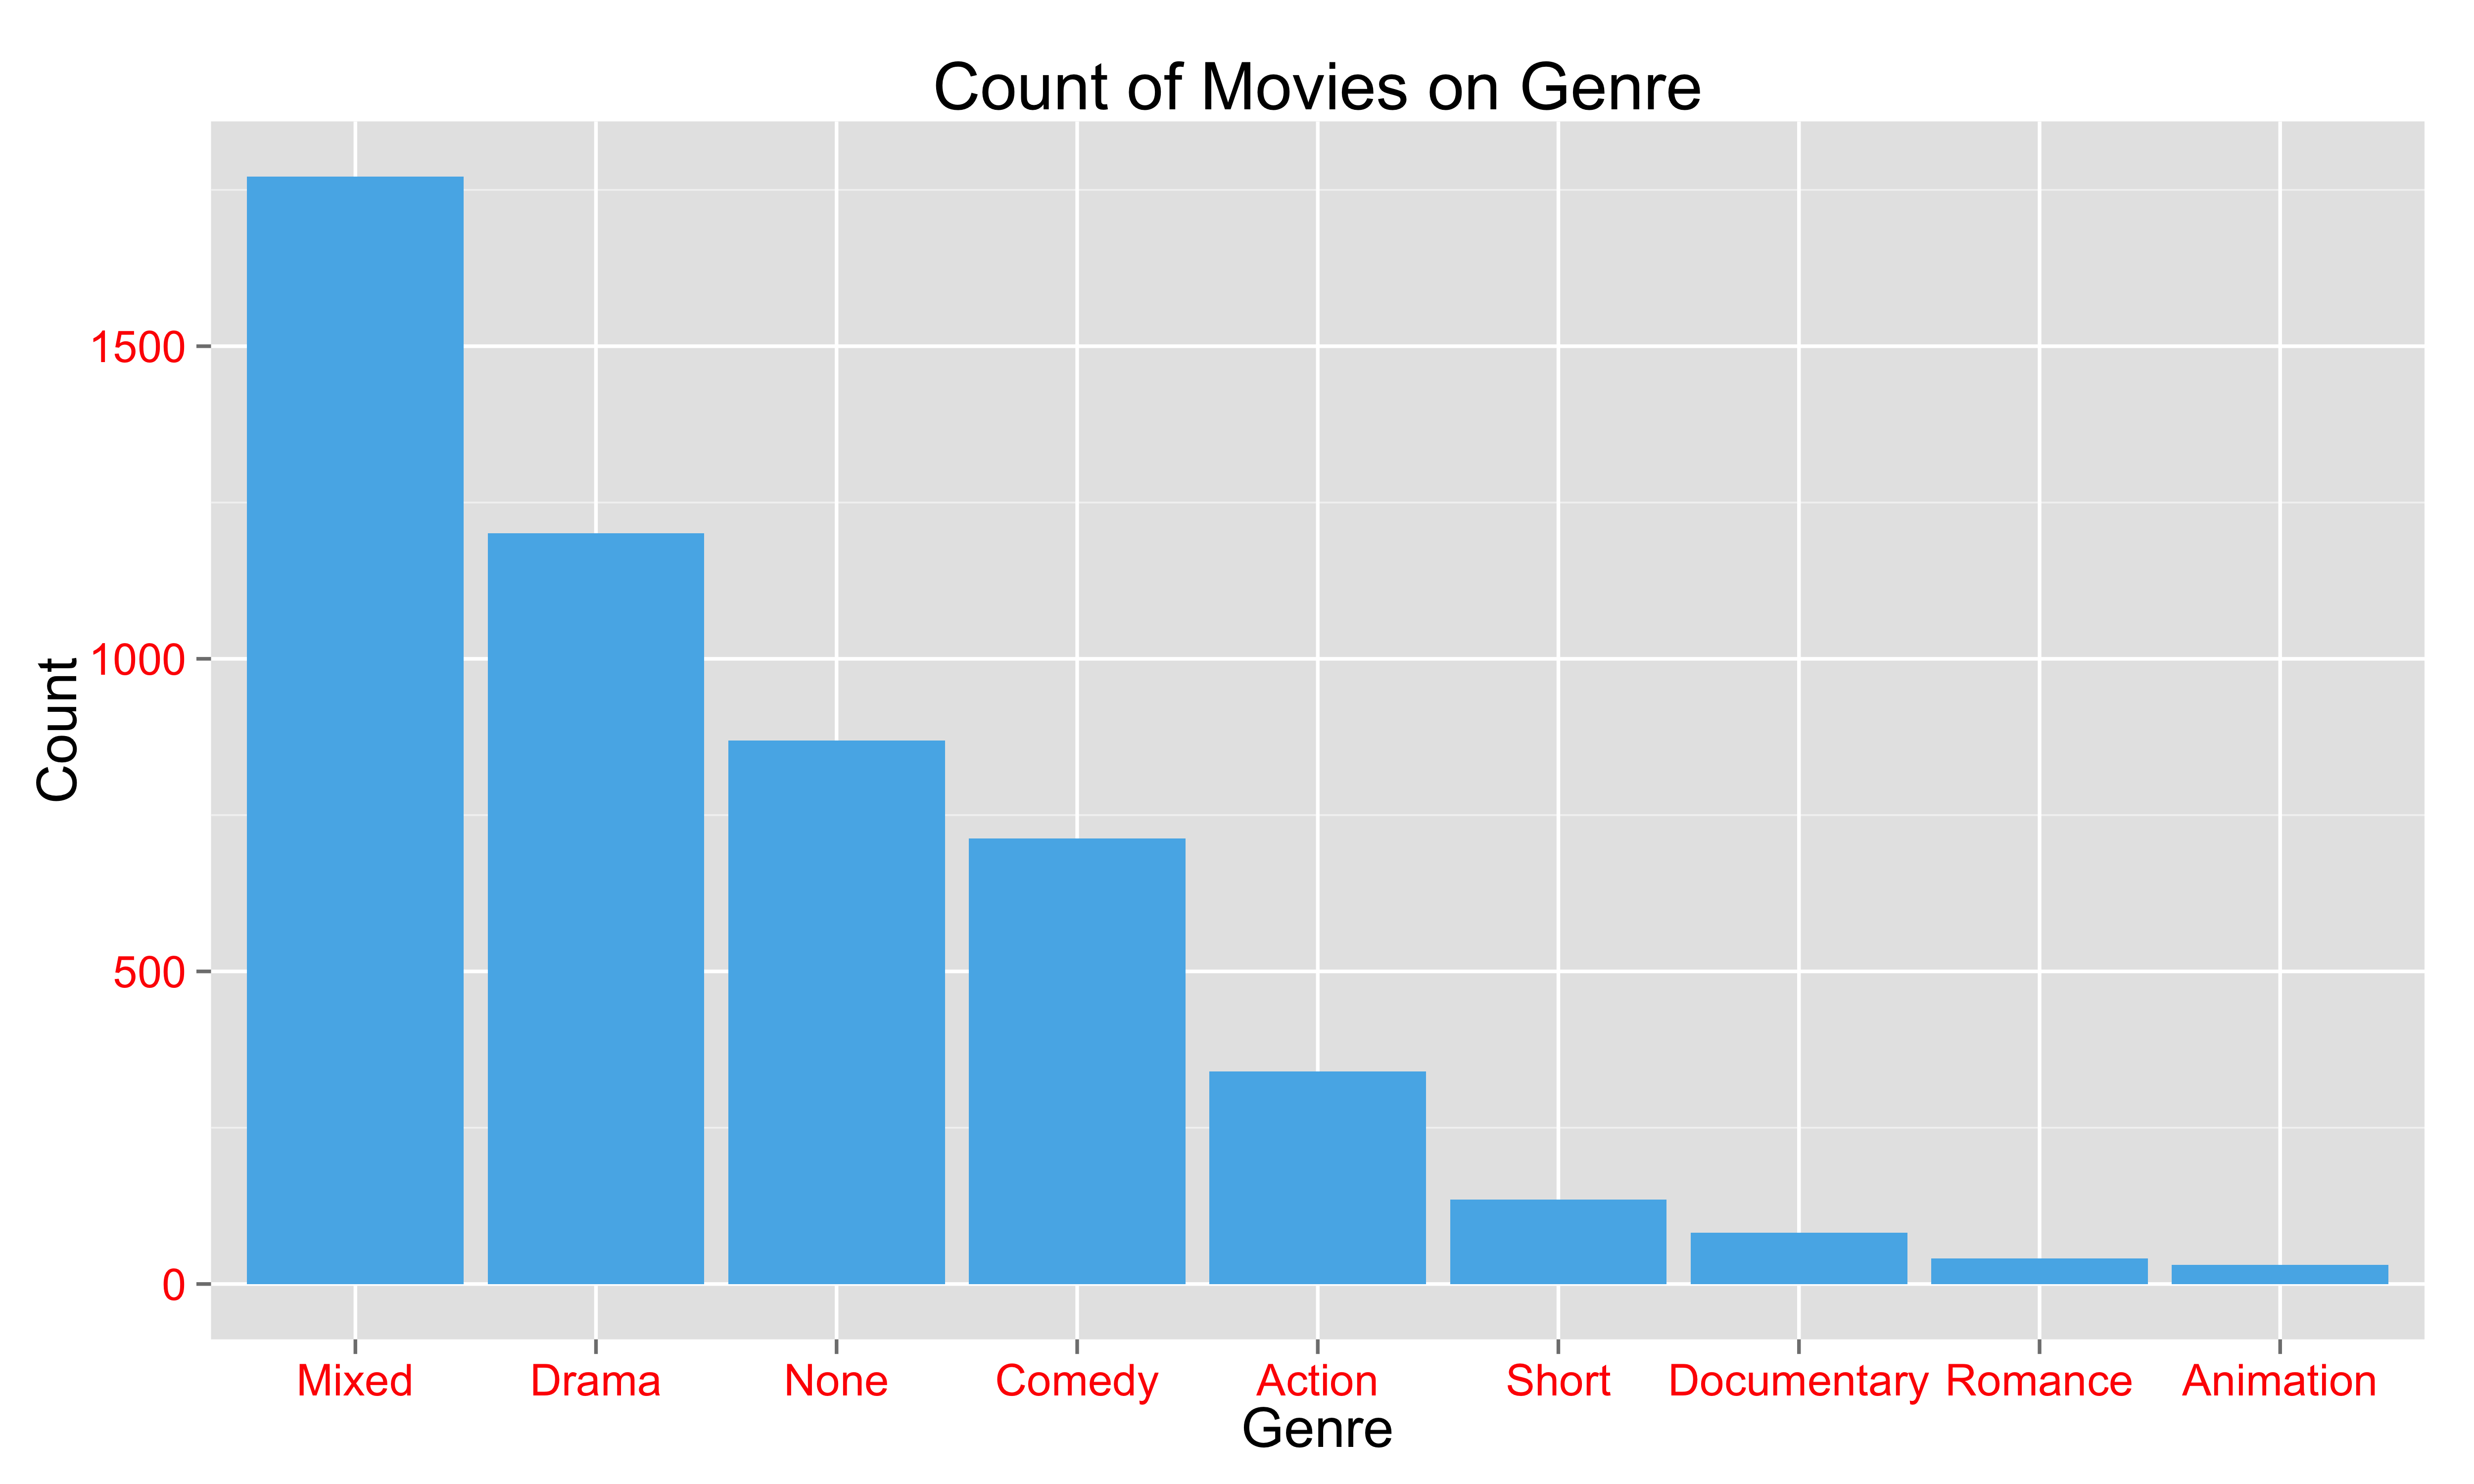 Count of Movies on Genre
Count
1500
1000
500
0
Mixed Drama None Comedy Action Short Documentary Romance Animation
Genre